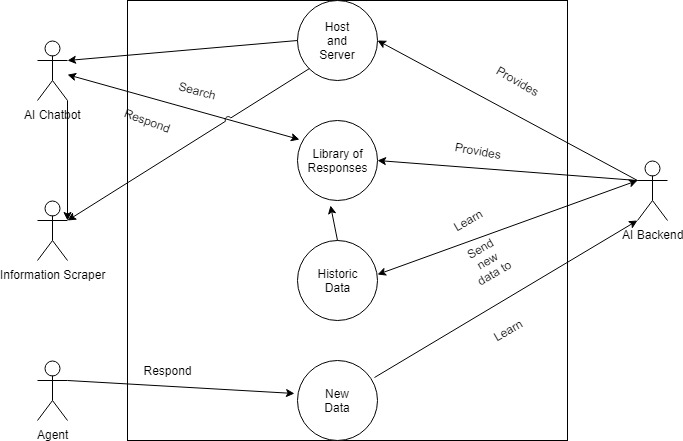 Host
and
Server
Provides
Search
AI Chatbot
Respond
Library of
Responses
Provides
Learn
AI Backend
Send
new
data to
Information Scraper
Historic
Data
Learn
Respond
New
Data
Agent